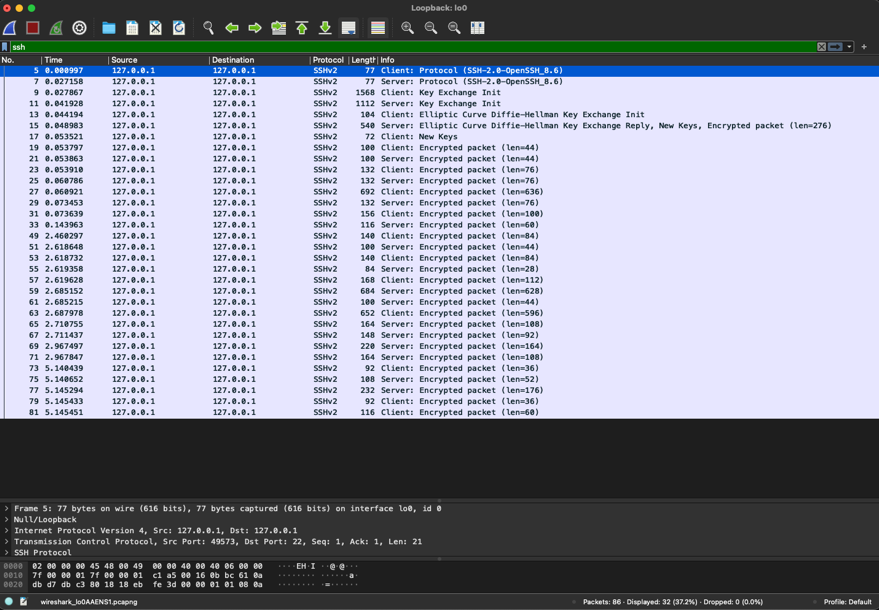 Loopback: lo0
ssh
No. Time Source Destination Protocol Length Info
5 0.000997 127.0.0.1 127.0.0.1 SSHv2 77 Client: Protocol (SSH-2.0-OpenSSH_8.6)
7 0.027158 127.0.0.1 127.0.0.1 SSHv2 77 Server: Protocol (SSH-2.0-OpenSSH_8.6)
9 0.027867 127.0.0.1 127.0.0.1 SSHv2 1568 Client: Key Exchange Init
11 0.041928 127.0.0.1 127.0.0.1 SSHv2 1112 Server: Key Exchange Init
13 0.044194 127.0.0.1 127.0.0.1 SSHv2 104 Client: Elliptic Curve Diffie-Hellman Key Exchange Init
15 0.048983 127.0.0.1 127.0.0.1 SSHv2 540 Server: Elliptic Curve Diffie-Hellman Key Exchange Reply, New Keys, Encrypted packet (len=276)
17 0.053521 127.0.0.1 127.0.0.1 SSHv2 72 Client: New Keys
19 0.053797 127.0.0.1 127.0.0.1 SSHv2 100 Client: Encrypted packet (len=44)
21 0.053863 127.0.0.1 127.0.0.1 SSHv2 100 Server: Encrypted packet (len=44)
23 0.053910 127.0.0.1 127.0.0.1 SSHv2 132 Client: Encrypted packet (len=76)
25 0.060786 127.0.0.1 127.0.0.1 SSHv2 132 Server: Encrypted packet (len=76)
27 0.060921 127.0.0.1 127.0.0.1 SSHv2 692 Client: Encrypted packet (len=636)
29 0.073453 127.0.0.1 127.0.0.1 SSHv2 132 Server: Encrypted packet (len=76)
31 0.073639 127.0.0.1 127.0.0.1 SSHv2 156 Client: Encrypted packet (len=100)
33 0.143963 127.0.0.1 127.0.0.1 SSHv2 116 Server: Encrypted packet (len=60)
49 2.460297 127.0.0.1 127.0.0.1 SSHv2 140 Client: Encrypted packet (len=84)
51 2.618648 127.0.0.1 127.0.0.1 SSHv2 100 Server: Encrypted packet (len=44)
53 2.618732 127.0.0.1 127.0.0.1 SSHv2 140 Client: Encrypted packet (len=84)
55 2.619358 127.0.0.1 127.0.0.1 SSHv2 84 Server: Encrypted packet (len=28)
57 2.619628 127.0.0.1 127.0.0.1 SSHv2 168 Client: Encrypted packet (len=112)
59 2.685152 127.0.0.1 127.0.0.1 SSHv2 684 Server: Encrypted packet (len=628)
61 2.685215 127.0.0.1 127.0.0.1 SSHv2 100 Server: Encrypted packet (len=44)
63 2.687978 127.0.0.1 127.0.0.1 SSHv2 652 Client: Encrypted packet (len=596)
65 2.710755 127.0.0.1 127.0.0.1 SSHv2 164 Server: Encrypted packet (len=108)
67 2.711437 127.0.0.1 127.0.0.1 SSHv2 148 Server: Encrypted packet (len=92)
69 2.967497 127.0.0.1 127.0.0.1 SSHv2 220 Server: Encrypted packet (len=164)
71 2.967847 127.0.0.1 127.0.0.1 SSHv2 164 Server: Encrypted packet (len=108)
73 5.140439 127.0.0.1 127.0.0.1 SSHv2 92 Client: Encrypted packet (len=36)
75 5.140652 127.0.0.1 127.0.0.1 SSHv2 108 Server: Encrypted packet (len=52)
77 5.145294 127.0.0.1 127.0.0.1 SSHv2 232 Server: Encrypted packet (len=176)
79 5.145433 127.0.0.1 127.0.0.1 SSHv2 92 Client: Encrypted packet (len=36)
81 5.145451 127.0.0.1 127.0.0.1 SSHv2 116 Client: Encrypted packet (len=60)
Frame 5: 77 bytes on wire (616 bits), 77 bytes captured (616 bits) on interface lo0, id 0
Null/Loopback
Internet Protocol Version 4, Src: 127.0.0.1, Dst: 127.0.0.1
Transmission Control Protocol, Src Port: 49573, Dst Port: 22, Seq: 1, Ack: 1, Len: 21
SSH Protocol
0000 02 00 00 00 45 48 00 49 00 00 40 00 40 06 00 00 ····EH·I ··@·@···
0010 7f 00 00 01 7f 00 00 01 c1 a5 00 16 0b bc 61 0a ········ ······a·
0020 db d7 db c3 80 18 18 eb fe 3d 00 00 01 01 08 0a ········ ·=······
wireshark_lo0AAENS1.pcapng
Packets: 86 · Displayed: 32 (37.2%) · Dropped: 0 (0.0%)
Profile: Default